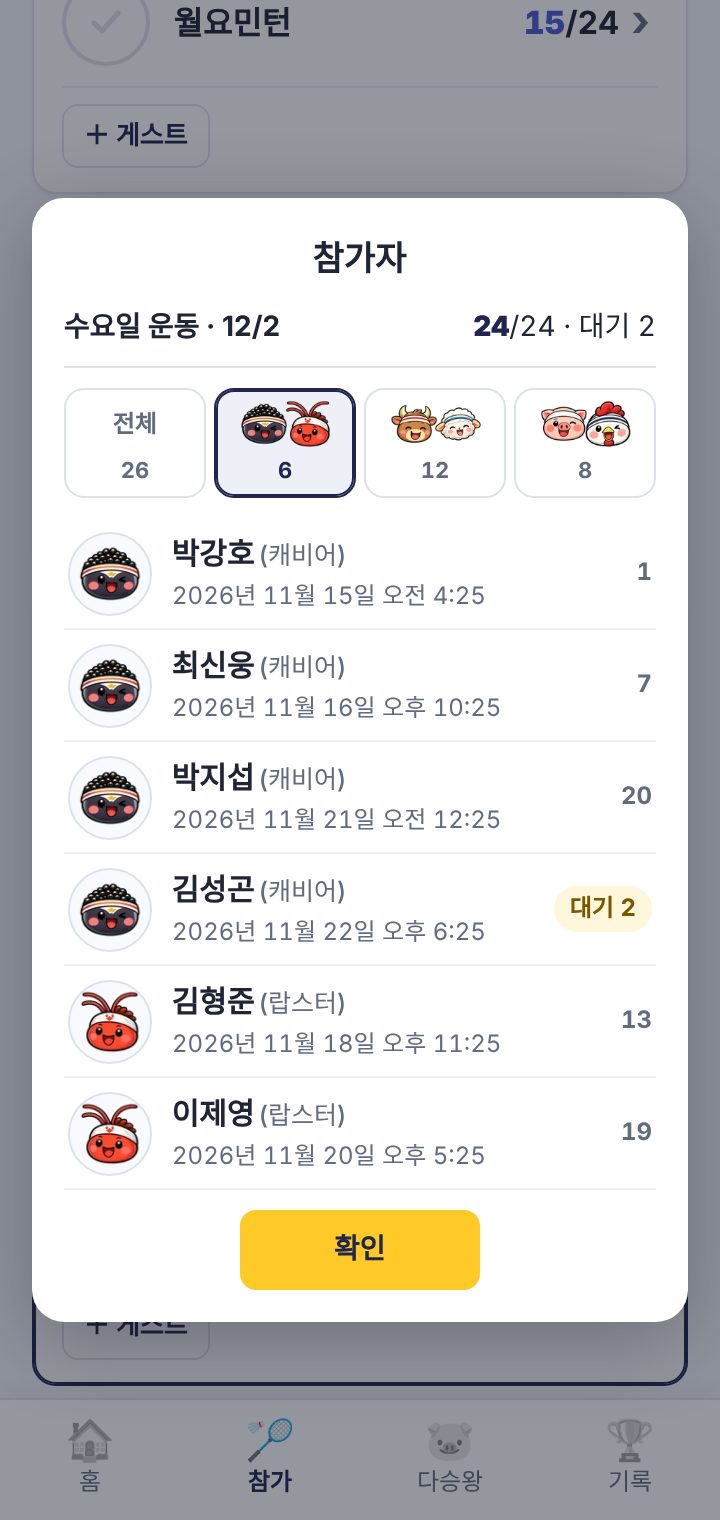 월요민턴 15/24 ›
+ 게스트
참가자
수요일 운동 · 12/2 24/24 · 대기 2
전체
26 6 12 8
박강호 (캐비어)
2026년 11월 15일 오전 4:25
1
최신웅 (캐비어)
2026년 11월 16일 오후 10:25
7
박지섭 (캐비어)
2026년 11월 21일 오전 12:25
20
김성곤 (캐비어)
2026년 11월 22일 오후 6:25
대기 2
김형준 (랍스터)
2026년 11월 18일 오후 11:25
13
이제영 (랍스터)
2026년 11월 20일 오후 5:25
19
확인
+ 게스트
홈 참가 다승왕 기록